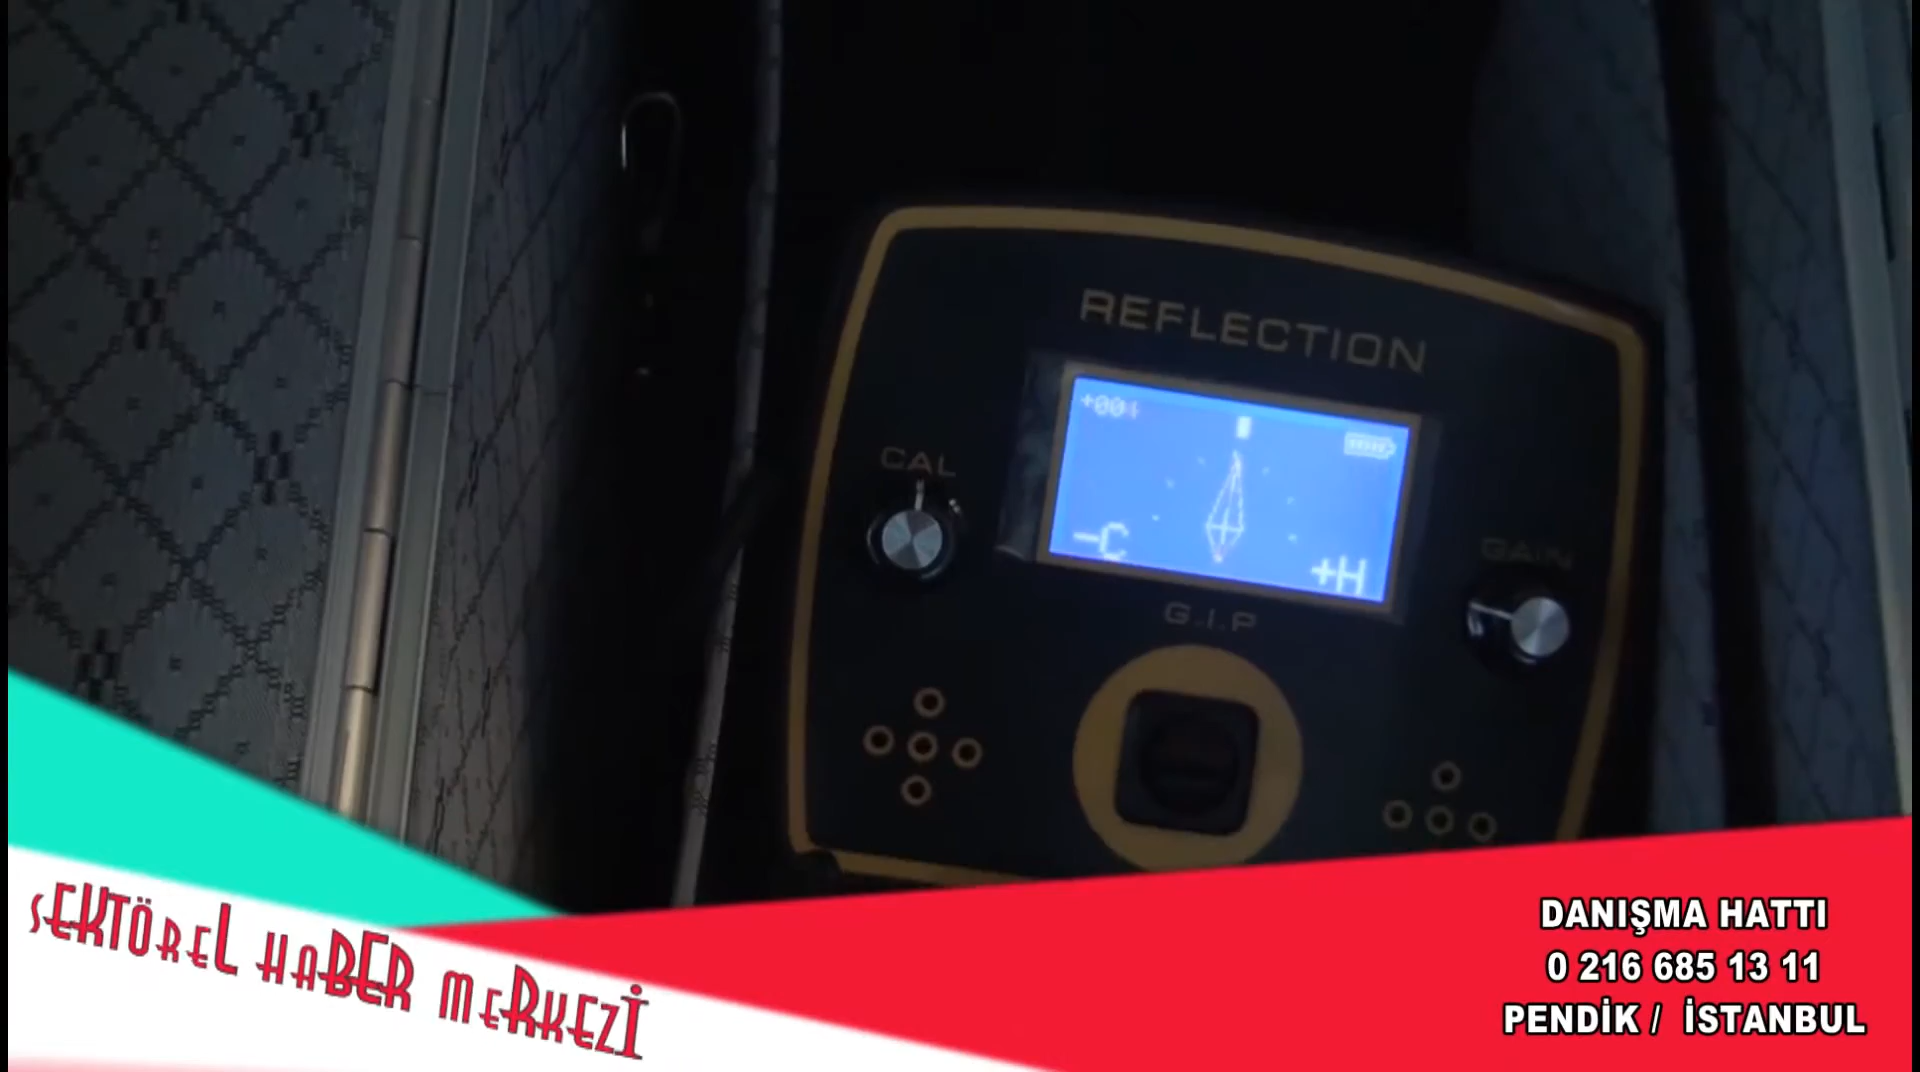 REFLECTION
+001
CAL
-C
+H
GAIN
G.I.P
SEKTÖREL HABER MERKEZİ
DANIŞMA HATTI
0 216 685 13 11
PENDİK / İSTANBUL